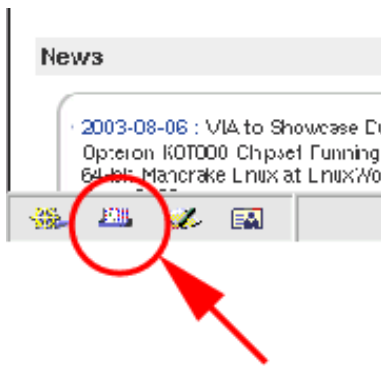 News
2003-08-06 : VIA to Showcase
Opteron K8T800 Chipset Running
64-bit Mandrake Linux at LinuxWo